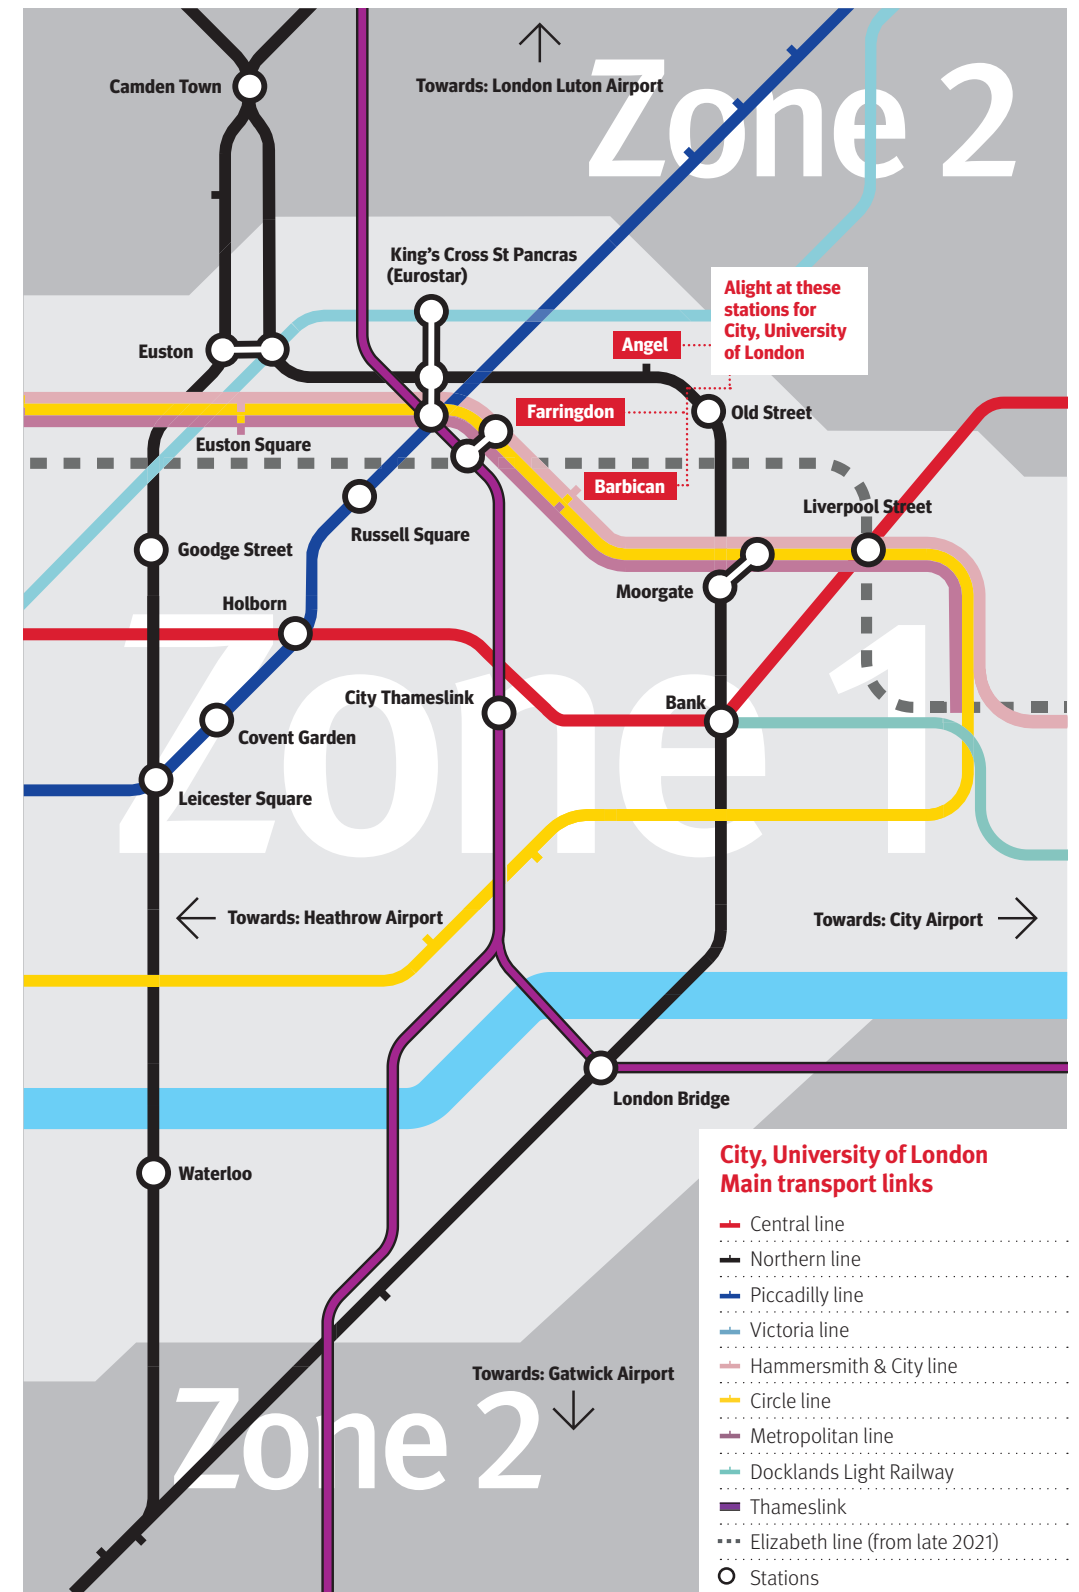 Zone 2
Camden Town
Towards: London Luton Airport
King's Cross St Pancras
(Eurostar)
Alight at these
stations for
City, University
of London
Angel
Euston
Farringdon
Old Street
Euston Square
Barbican
Liverpool Street
Russell Square
Goodge Street
Moorgate
Holborn
Zone 1
City Thameslink
Bank
Covent Garden
Leicester Square
Towards: Heathrow Airport
Towards: City Airport
London Bridge
Waterloo
Towards: Gatwick Airport
Zone 2
City, University of London
Main transport links
Central line
Northern line
Piccadilly line
Victoria line
Hammersmith & City line
Circle line
Metropolitan line
Docklands Light Railway
Thameslink
Elizabeth line (from late 2021)
Stations